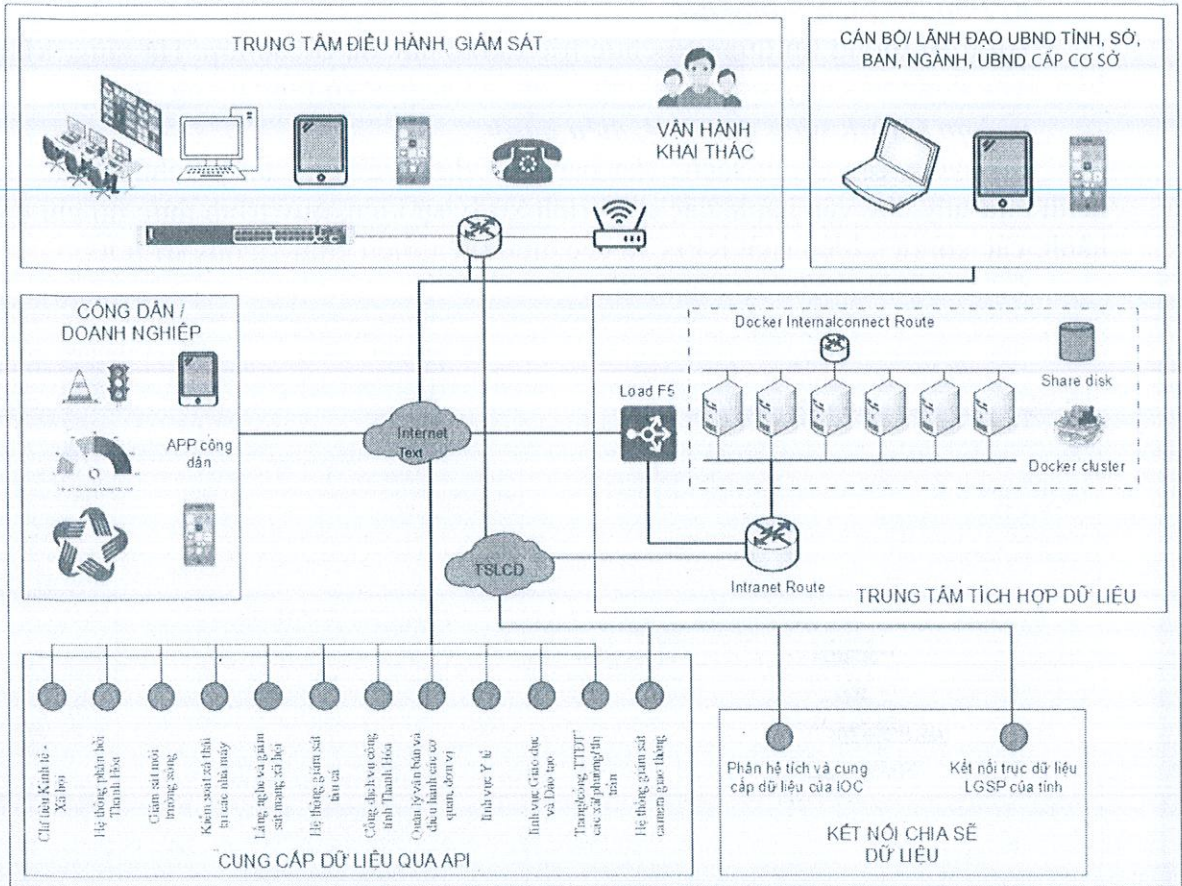 TRUNG TÂM ĐIỀU HÀNH, GIÁM SÁT
VẬN HÀNH
KHAI THÁC
CÁN BỘ/ LÃNH ĐẠO UBND TỈNH, SỞ,
BAN, NGÀNH, UBND CẤP CƠ SỞ
CÔNG DÂN /
DOANH NGHIỆP
APP công
dân
Internet
Text
TSLCD
Docker Internalconnect Route
Load F5
Share disk
Docker cluster
Intranet Route
TRUNG TÂM TÍCH HỢP DỮ LIỆU
Chỉ tiêu Kinh tế -
Xã hội
Hệ thống phản hồi
Thanh Hóa
Giám sát môi
trường sống
Kiểm soát xả thải
tại các nhà máy
Lắng nghe và giám
sát mạng xã hội
Hệ thống giám sát
tàu cá
Cổng dịch vụ công
tỉnh Thanh Hóa
Quản lý văn bản và
điều hành các cơ
quan, đơn vị
lĩnh vực Y tế
lĩnh vực Giáo dục
và Đào tạo
Trang/cổng TTĐT
các xã/phường/thị
trấn
Hệ thống giám sát
camera giao thông
CUNG CẤP DỮ LIỆU QUA API
Phân hệ tích và cung
cấp dữ liệu của IOC
Kết nối trục dữ liệu
LGSP của tỉnh
KẾT NỐI CHIA SẼ
DỮ LIỆU